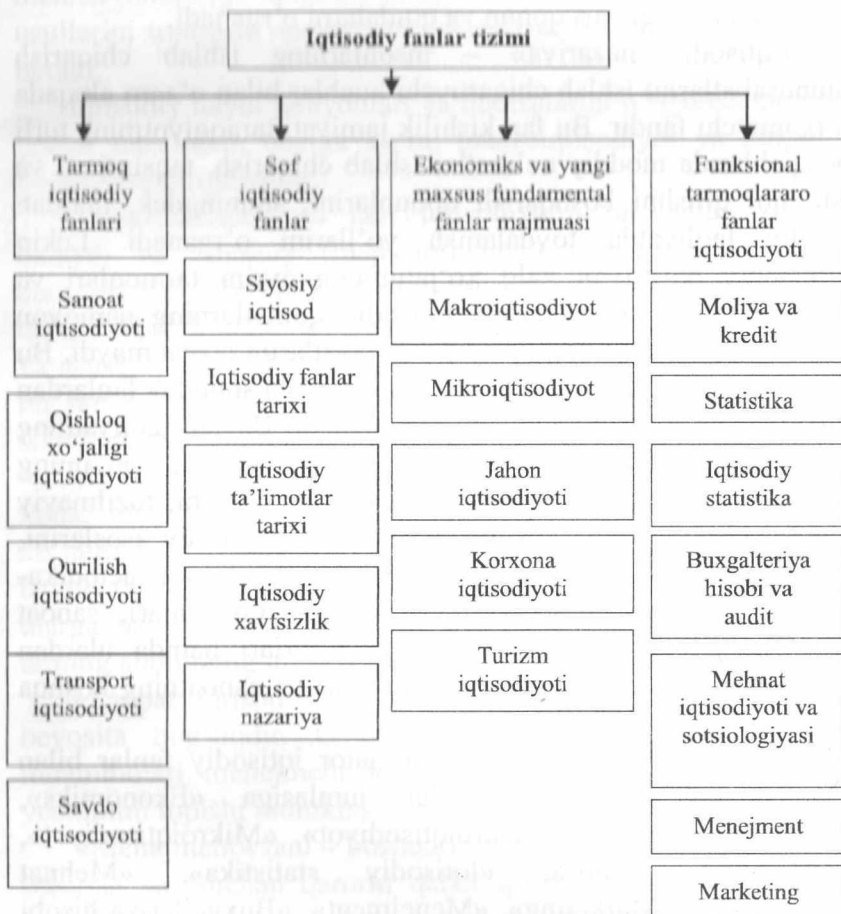 Iqtisodiy fanlar tizimi
Tarmoq
iqtisodiy
fanlari
Sanoat
iqtisodiyoti
Qishloq
xo‘jaligi
iqtisodiyoti
Qurilish
iqtisodiyoti
Transport
iqtisodiyoti
Savdo
iqtisodiyoti
Sof
iqtisodiy
fanlar
Siyosiy
iqtisod
Iqtisodiy fanlar
tarixi
Iqtisodiy
ta’limotlar
tarixi
Iqtisodiy
xavfsizlik
Iqtisodiy
nazariya
Ekonomiks va yangi
maxsus fundamental
fanlar majmuasi
Makroiqtisodiyot
Mikroiqtisodiyot
Jahon
iqtisodiyoti
Korxona
iqtisodiyoti
Turizm
iqtisodiyoti
Funksional
tarmoqlararo
fanlar
iqtisodiyoti
Moliya va
kredit
Statistika
Iqtisodiy
statistika
Buxgalteriya
hisobi va
audit
Mehnat
iqtisodiyoti va
sotsiologiyasi
Menejment
Marketing